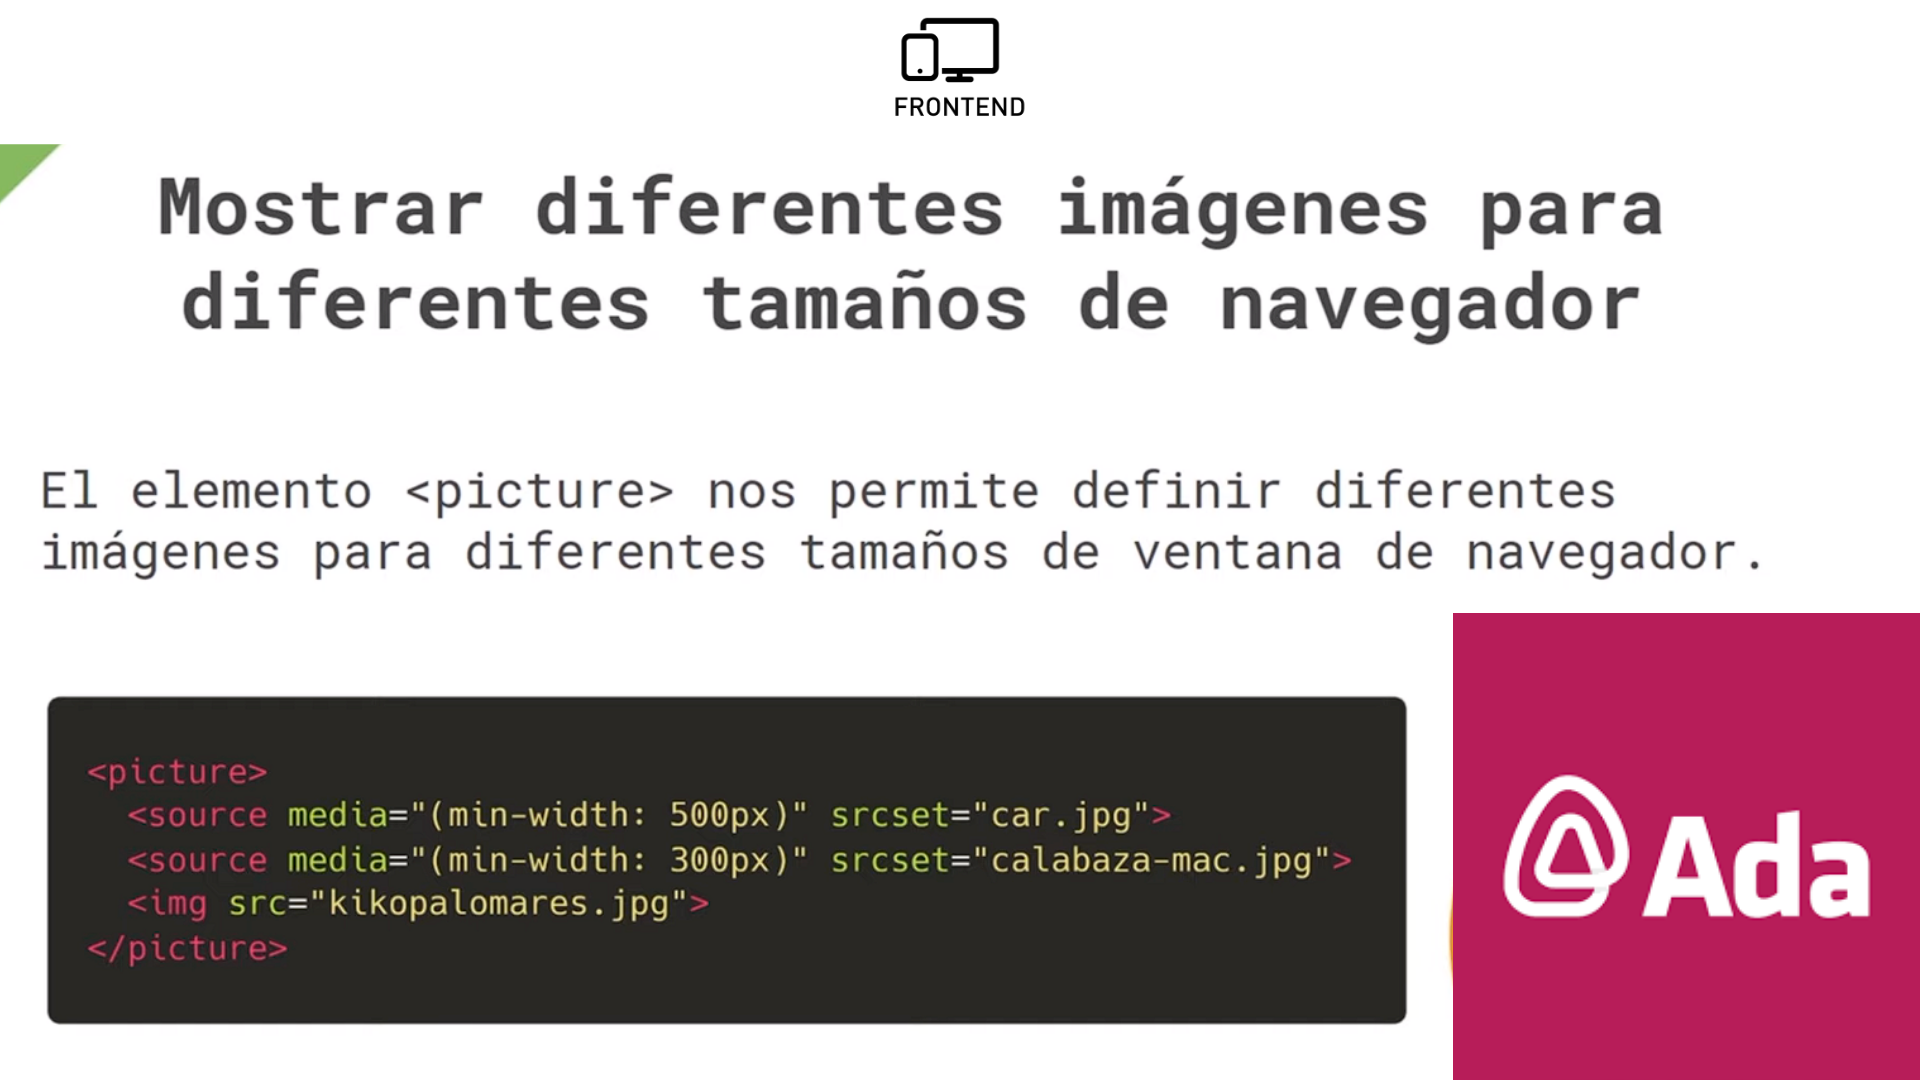 FRONTEND
Mostrar diferentes imágenes para
diferentes tamaños de navegador
El elemento <picture> nos permite definir diferentes
imágenes para diferentes tamaños de ventana de navegador.
<picture>
  <source media="(min-width: 500px)" srcset="car.jpg">
  <source media="(min-width: 300px)" srcset="calabaza-mac.jpg">
  <img src="kikopalomares.jpg">
</picture>
Ada